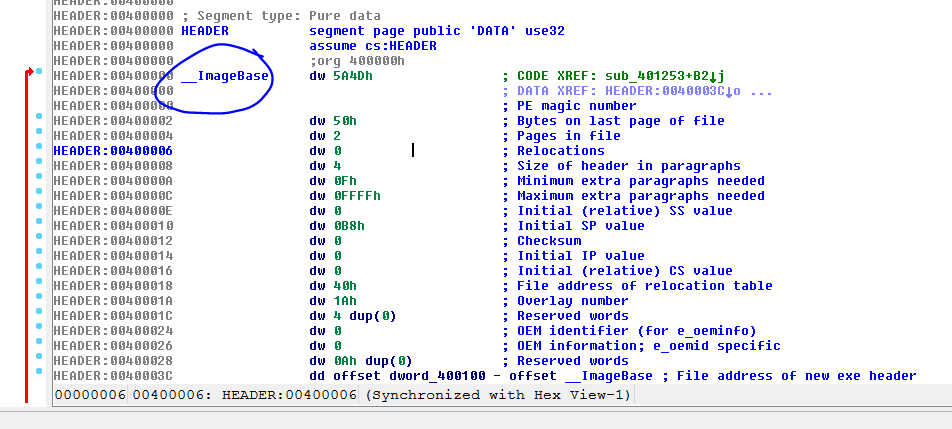 HEADER:00400000
HEADER:00400000 ; Segment type: Pure data
HEADER:00400000 HEADER segment page public 'DATA' use32
HEADER:00400000 assume cs:HEADER
HEADER:00400000 ;org 400000h
HEADER:00400000 __ImageBase dw 5A4Dh ; CODE XREF: sub_401253+B2↓j
HEADER:00400000 ; DATA XREF: HEADER:0040003C↓o ...
HEADER:00400000 ; PE magic number
HEADER:00400002 dw 50h ; Bytes on last page of file
HEADER:00400004 dw 2 ; Pages in file
HEADER:00400006 dw 0 ; Relocations
HEADER:00400008 dw 4 ; Size of header in paragraphs
HEADER:0040000A dw 0Fh ; Minimum extra paragraphs needed
HEADER:0040000C dw 0FFFFh ; Maximum extra paragraphs needed
HEADER:0040000E dw 0 ; Initial (relative) SS value
HEADER:00400010 dw 0B8h ; Initial SP value
HEADER:00400012 dw 0 ; Checksum
HEADER:00400014 dw 0 ; Initial IP value
HEADER:00400016 dw 0 ; Initial (relative) CS value
HEADER:00400018 dw 40h ; File address of relocation table
HEADER:0040001A dw 1Ah ; Overlay number
HEADER:0040001C dw 4 dup(0) ; Reserved words
HEADER:00400024 dw 0 ; OEM identifier (for e_oeminfo)
HEADER:00400026 dw 0 ; OEM information; e_oemid specific
HEADER:00400028 dw 0Ah dup(0) ; Reserved words
HEADER:0040003C dd offset dword_400100 - offset __ImageBase ; File address of new exe header
00000006 00400006: HEADER:00400006 (Synchronized with Hex View-1)